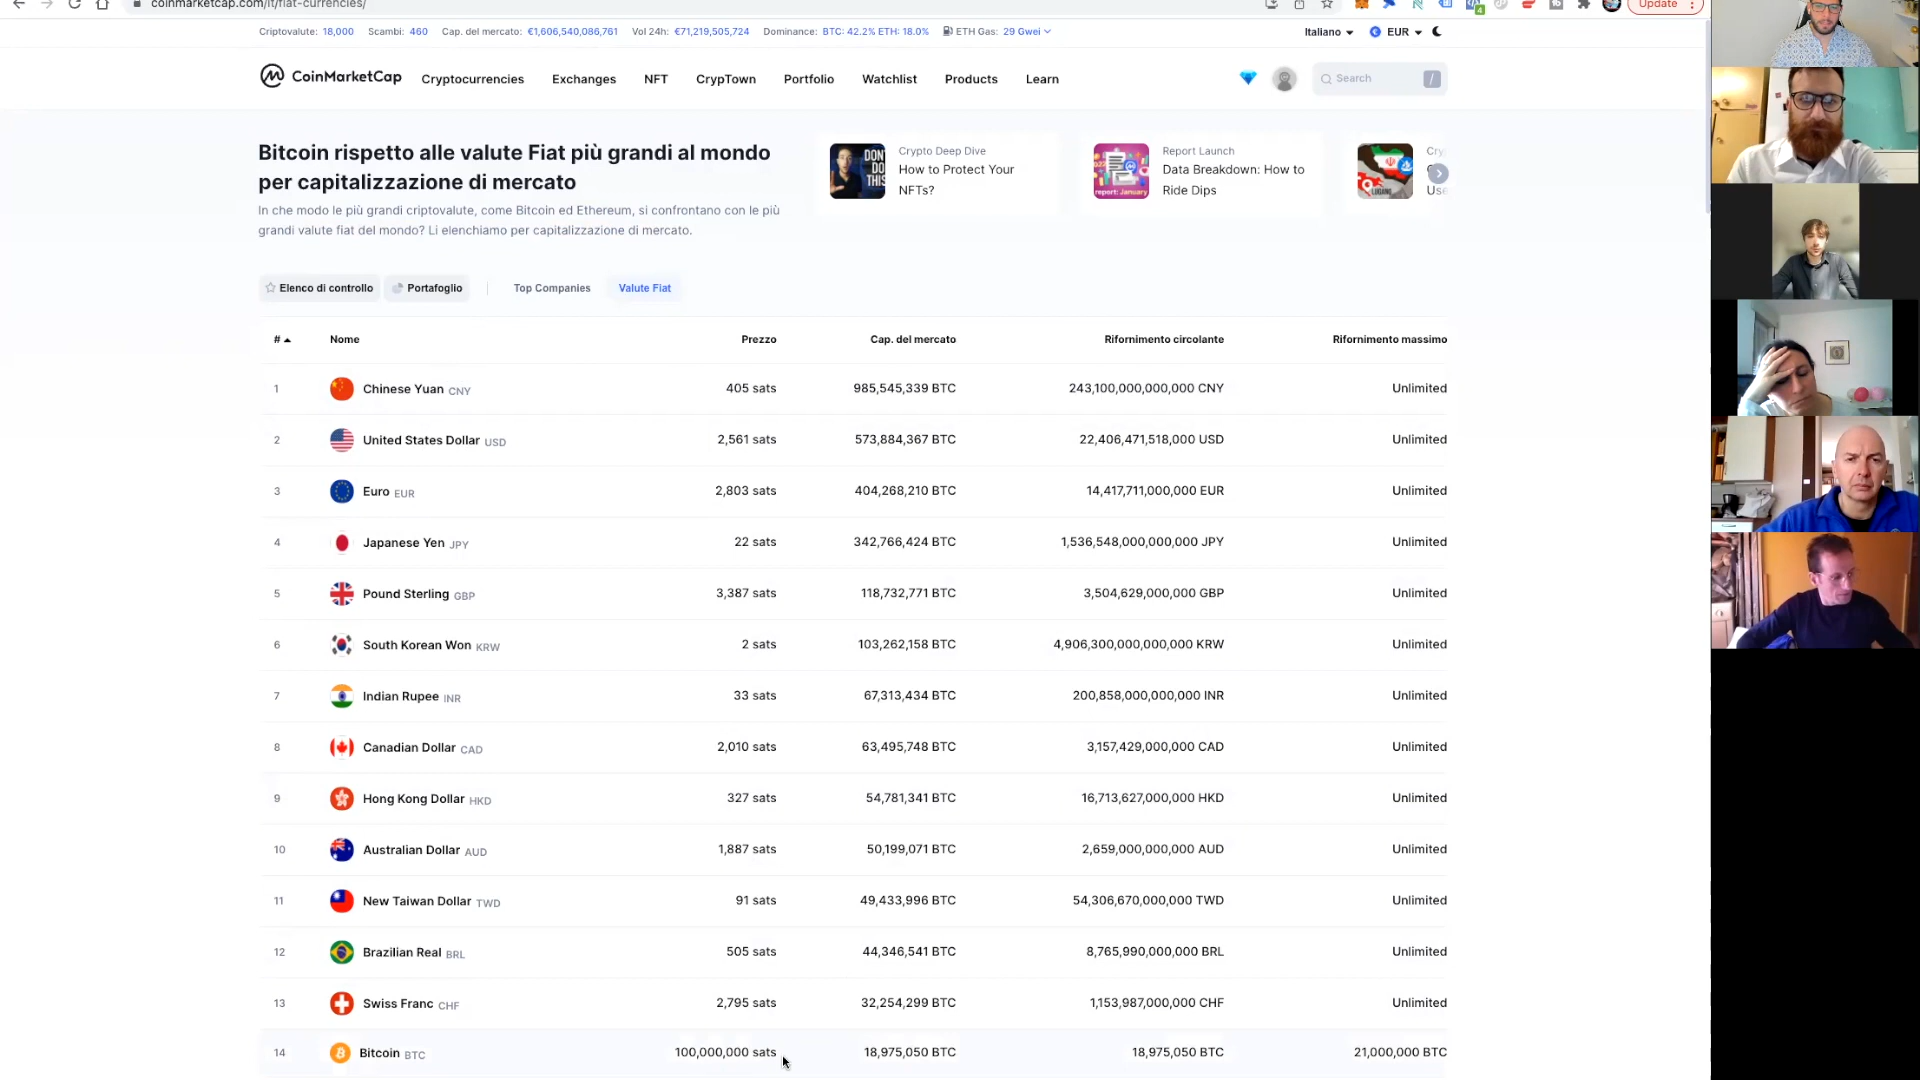 coinmarketcap.com/it/fiat-currencies/
Update
Criptovalute: 18,000 Scambi: 460 Cap. del mercato: €1,606,540,086,761 Vol 24h: €71,219,505,724 Dominance: BTC: 42.2% ETH: 18.0% ETH Gas: 29 Gwei
Italiano EUR
CoinMarketCap Cryptocurrencies Exchanges NFT CrypTown Portfolio Watchlist Products Learn Search /
Bitcoin rispetto alle valute Fiat più grandi al mondo
per capitalizzazione di mercato
In che modo le più grandi criptovalute, come Bitcoin ed Ethereum, si confrontano con le più
grandi valute fiat del mondo? Li elenchiamo per capitalizzazione di mercato.
DON'T
DO
THIS
Crypto Deep Dive
How to Protect Your
NFTs?
report: January
Report Launch
Data Breakdown: How to
Ride Dips
LUGANO
Cry
Use
Elenco di controllo Portafoglio Top Companies Valute Fiat
# Nome Prezzo Cap. del mercato Rifornimento circolante Rifornimento massimo
1 Chinese Yuan CNY 405 sats 985,545,339 BTC 243,100,000,000,000 CNY Unlimited
2 United States Dollar USD 2,561 sats 573,884,367 BTC 22,406,471,518,000 USD Unlimited
3 Euro EUR 2,803 sats 404,268,210 BTC 14,417,711,000,000 EUR Unlimited
4 Japanese Yen JPY 22 sats 342,766,424 BTC 1,536,548,000,000,000 JPY Unlimited
5 Pound Sterling GBP 3,387 sats 118,732,771 BTC 3,504,629,000,000 GBP Unlimited
6 South Korean Won KRW 2 sats 103,262,158 BTC 4,906,300,000,000,000 KRW Unlimited
7 Indian Rupee INR 33 sats 67,313,434 BTC 200,858,000,000,000 INR Unlimited
8 Canadian Dollar CAD 2,010 sats 63,495,748 BTC 3,157,429,000,000 CAD Unlimited
9 Hong Kong Dollar HKD 327 sats 54,781,341 BTC 16,713,627,000,000 HKD Unlimited
10 Australian Dollar AUD 1,887 sats 50,199,071 BTC 2,659,000,000,000 AUD Unlimited
11 New Taiwan Dollar TWD 91 sats 49,433,996 BTC 54,306,670,000,000 TWD Unlimited
12 Brazilian Real BRL 505 sats 44,346,541 BTC 8,765,990,000,000 BRL Unlimited
13 Swiss Franc CHF 2,795 sats 32,254,299 BTC 1,153,987,000,000 CHF Unlimited
14 Bitcoin BTC 100,000,000 sats 18,975,050 BTC 18,975,050 BTC 21,000,000 BTC